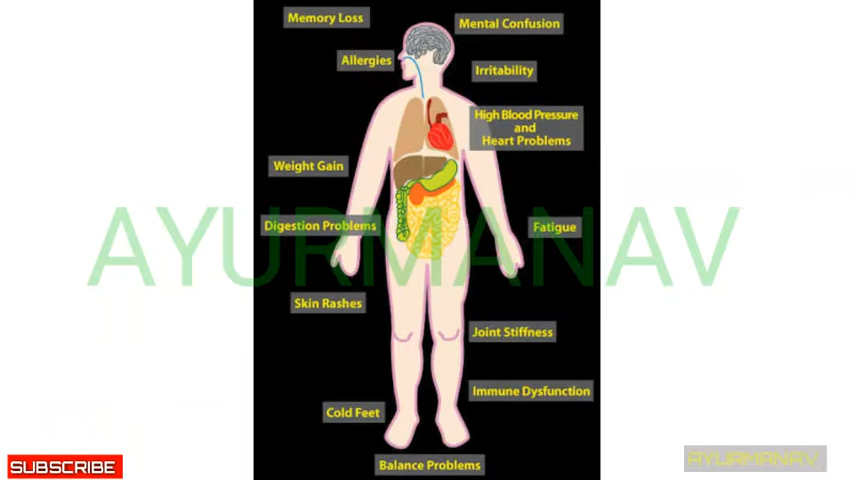 Memory Loss
Mental Confusion
Allergies
Irritability
High Blood Pressure
and
Heart Problems
Weight Gain
Digestion Problems
Fatigue
AYURMANAV
Skin Rashes
Joint Stiffness
Immune Dysfunction
Cold Feet
Balance Problems
SUBSCRIBE
AYURMANAV